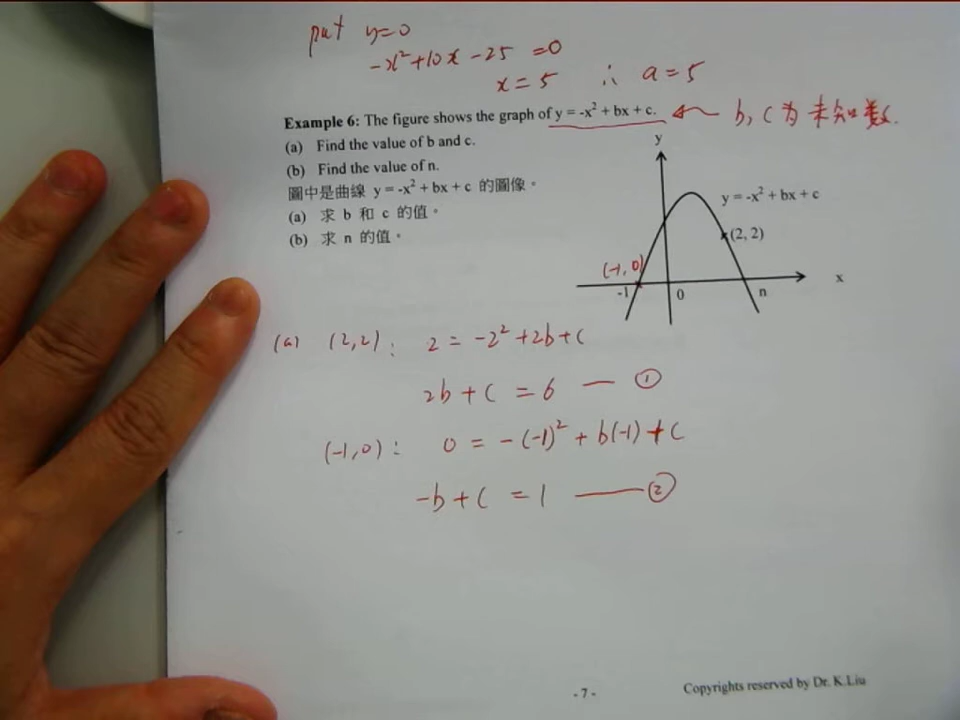 put y=0
-x²+10x-25 =0
x = 5 ∴ a = 5
Example 6: The figure shows the graph of y = -x² + bx + c. ← b, c 為 未知數.
(a) Find the value of b and c.
(b) Find the value of n.
圖中是曲線 y = -x² + bx + c 的圖像。
(a) 求 b 和 c 的值。
(b) 求 n 的值。
y
y = -x² + bx + c
(2, 2)
(-1, 0)
x
-1
0
n
(a) (2,2): 2 = -2² +2b+c
2b + c = 6 — ①
(-1,0): 0 = -(-1)² + b(-1) + c
-b + c = 1 — ②
- 7 -
Copyrights reserved by Dr. K.Liu